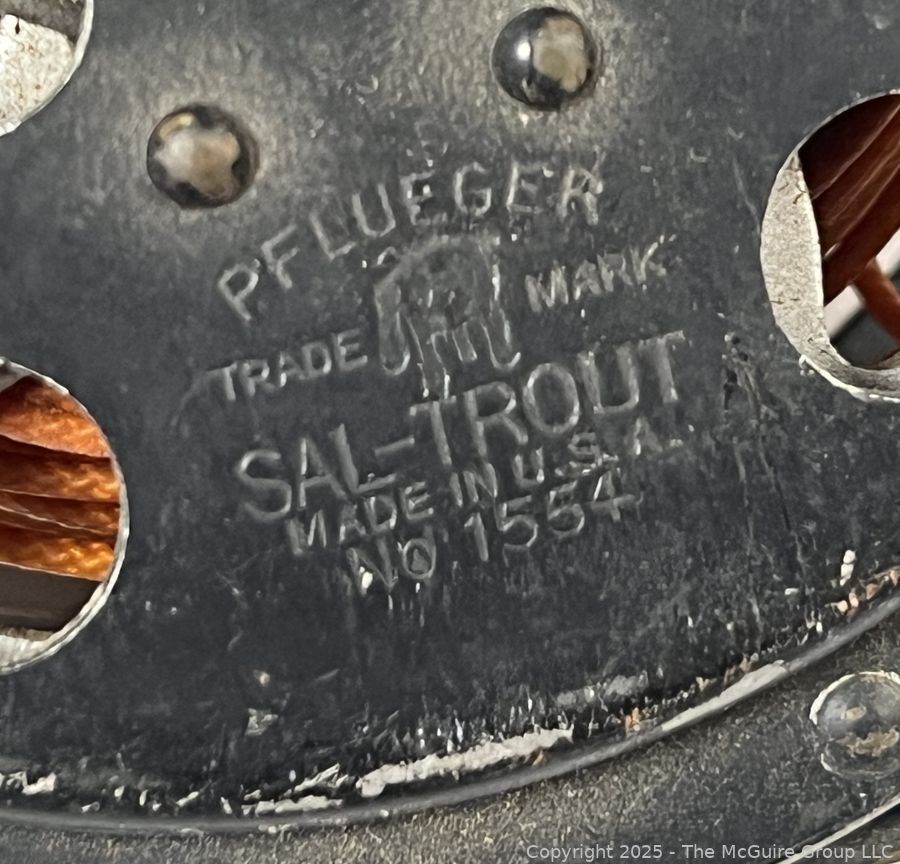 PFLUEGER
TRADE MARK
SAL-TROUT
MADE IN U.S.A.
NO 1554
Copyright 2025 - The McGuire Group LLC